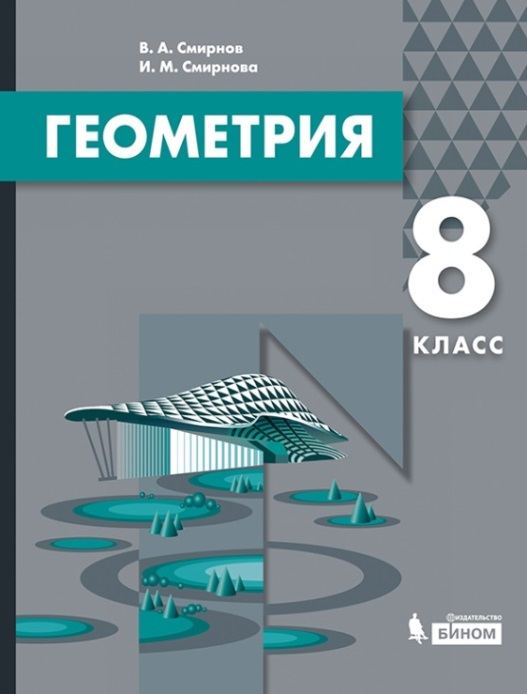 В. А. Смирнов
И. М. Смирнова
ГЕОМЕТРИЯ
8
КЛАСС
ИЗДАТЕЛЬСТВО
БИНОМ